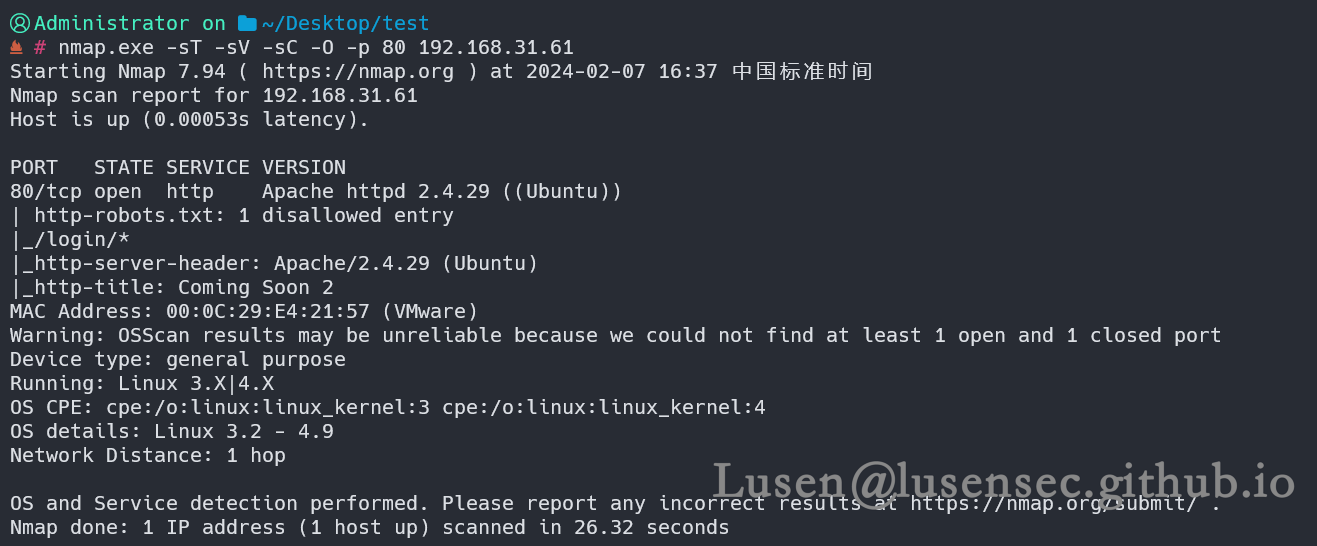 Administrator on ~/Desktop/test
# nmap.exe -sT -sV -sC -O -p 80 192.168.31.61
Starting Nmap 7.94 ( https://nmap.org ) at 2024-02-07 16:37 中国标准时间
Nmap scan report for 192.168.31.61
Host is up (0.00053s latency).

PORT   STATE SERVICE VERSION
80/tcp open  http    Apache httpd 2.4.29 ((Ubuntu))
| http-robots.txt: 1 disallowed entry
|_/login/*
|_http-server-header: Apache/2.4.29 (Ubuntu)
|_http-title: Coming Soon 2
MAC Address: 00:0C:29:E4:21:57 (VMware)
Warning: OSScan results may be unreliable because we could not find at least 1 open and 1 closed port
Device type: general purpose
Running: Linux 3.X|4.X
OS CPE: cpe:/o:linux:linux_kernel:3 cpe:/o:linux:linux_kernel:4
OS details: Linux 3.2 - 4.9
Network Distance: 1 hop

Lusen@lusensec.github.io
OS and Service detection performed. Please report any incorrect results at https://nmap.org/submit/ .
Nmap done: 1 IP address (1 host up) scanned in 26.32 seconds